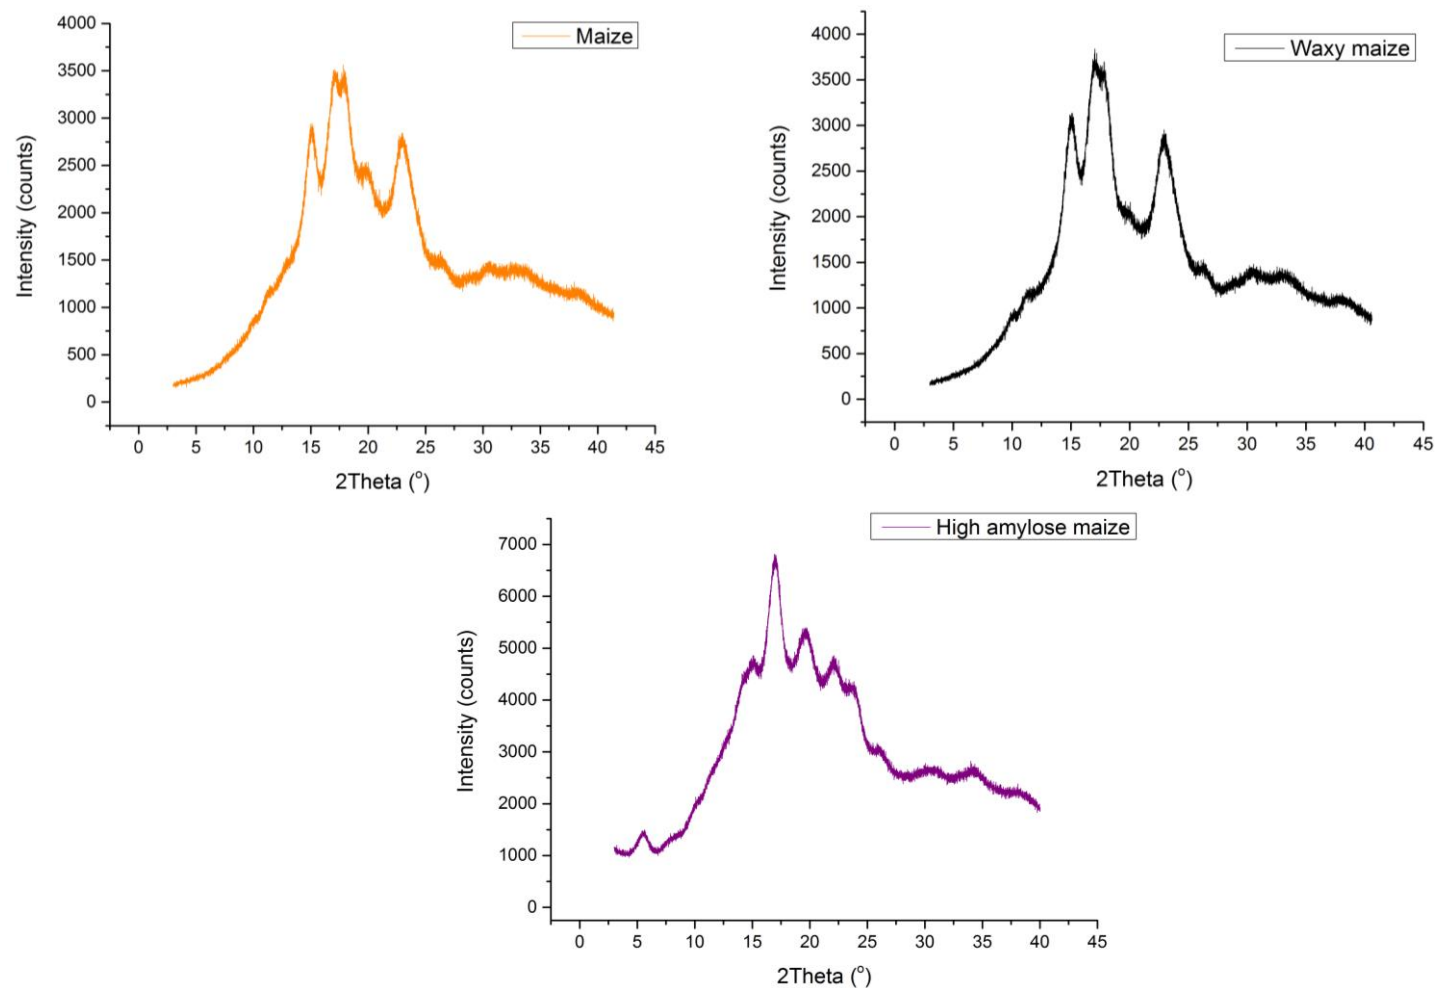 Maize
Intensity (counts)
4000
3500
3000
2500
2000
1500
1000
500
0
0 5 10 15 20 25 30 35 40 45
2Theta (°)
Waxy maize
Intensity (counts)
4000
3500
3000
2500
2000
1500
1000
500
0
0 5 10 15 20 25 30 35 40 45
2Theta (°)
High amylose maize
Intensity (counts)
7000
6000
5000
4000
3000
2000
1000
0
0 5 10 15 20 25 30 35 40 45
2Theta (°)